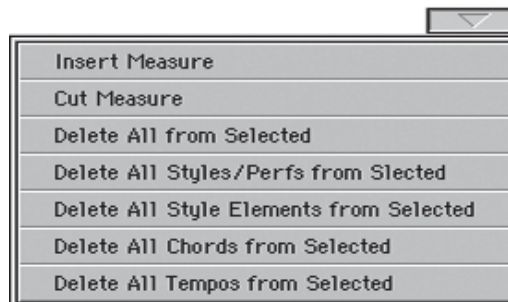 Insert Measure
Cut Measure
Delete All from Selected
Delete All Styles/Perfs from Slected
Delete All Style Elements from Selected
Delete All Chords from Selected
Delete All Tempos from Selected